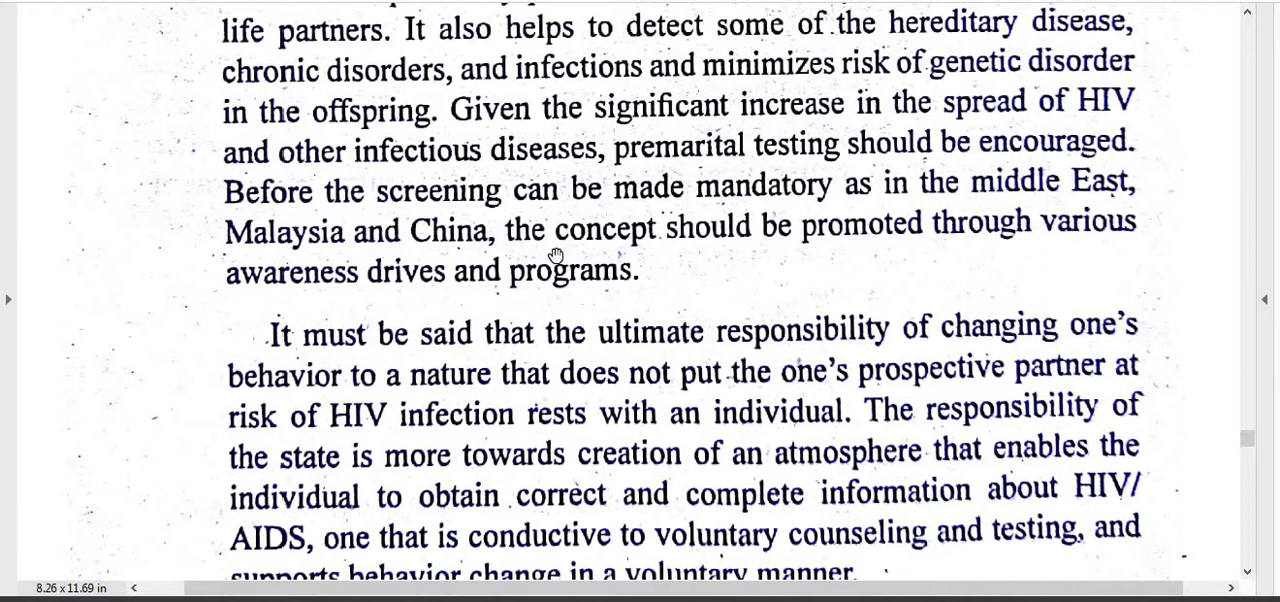 life partners. It also helps to detect some of the hereditary disease,
chronic disorders, and infections and minimizes risk of genetic disorder
in the offspring. Given the significant increase in the spread of HIV
and other infectious diseases, premarital testing should be encouraged.
Before the screening can be made mandatory as in the middle East,
Malaysia and China, the concept should be promoted through various
awareness drives and programs.
It must be said that the ultimate responsibility of changing one's
behavior to a nature that does not put the one's prospective partner at
risk of HIV infection rests with an individual. The responsibility of
the state is more towards creation of an atmosphere that enables the
individual to obtain correct and complete information about HIV/
AIDS, one that is conductive to voluntary counseling and testing, and
supports behavior change in a voluntary manner.
8.26 x 11.69 in